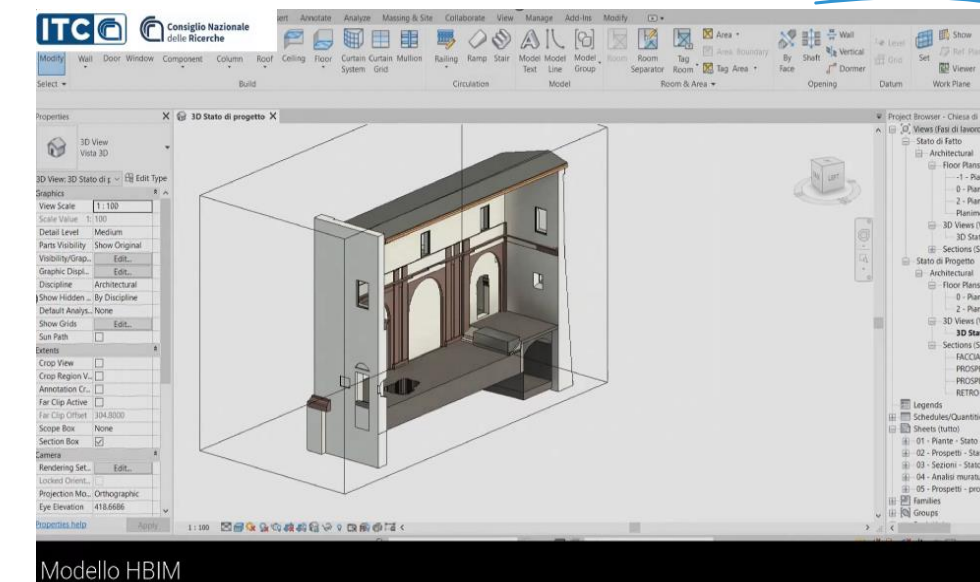 ITC
Consiglio Nazionale
delle Ricerche
Annotate Analyze Massing & Site Collaborate View Manage Add-Ins Modify
Modify Wall Door Window Component Column Roof Ceiling Floor Curtain System Curtain Grid Mullion Railing Ramp Stair Model Text Model Line Model Group Room Room Separator Tag Room
Area
Area Boundary
Tag Area
By Face Shaft
Wall
Vertical
Dormer
Level
Grid
Set
Show
Viewer
Select Build Circulation Model Room & Area Opening Datum Work Plane
Properties
3D View
Vista 3D
3D View: 3D Stato di Edit Type
Graphics
View Scale 1 : 100
Scale Value 1: 100
Detail Level Medium
Parts Visibility Show Original
Visibility/Grap... Edit...
Graphic Displ... Edit...
Discipline Architectural
Show Hidden ... By Discipline
Default Analys... None
Show Grids Edit...
Sun Path
Extents
Crop View
Crop Region V...
Annotation Cr...
Far Clip Active
Far Clip Offset 304.8000
Scope Box None
Section Box
Camera
Rendering Set... Edit...
Locked Orient...
Projection Mo... Orthographic
Eye Elevation 418.6686
Properties help Apply
3D Stato di progetto
LEFT
1 : 100
Project Browser - Chiesa di
Views (Fasi di lavoro
Stato di Fatto
Architectural
Floor Plans
-1 - Pia
0 - Pian
2 - Pian
Planim
3D Views (
3D Stat
Sections (S
Stato di Progetto
Architectural
Floor Plans
0 - Pian
2 - Pian
3D Views (
3D Sta
Sections (S
FACCIA
PROSPE
PROSPE
RETRO
Legends
Schedules/Quantiti
Sheets (tutto)
01 - Piante - Stato
02 - Prospetti - Sta
03 - Sezioni - Stato
04 - Analisi muratu
05 - Prospetti - pro
Families
Groups
Modello HBIM